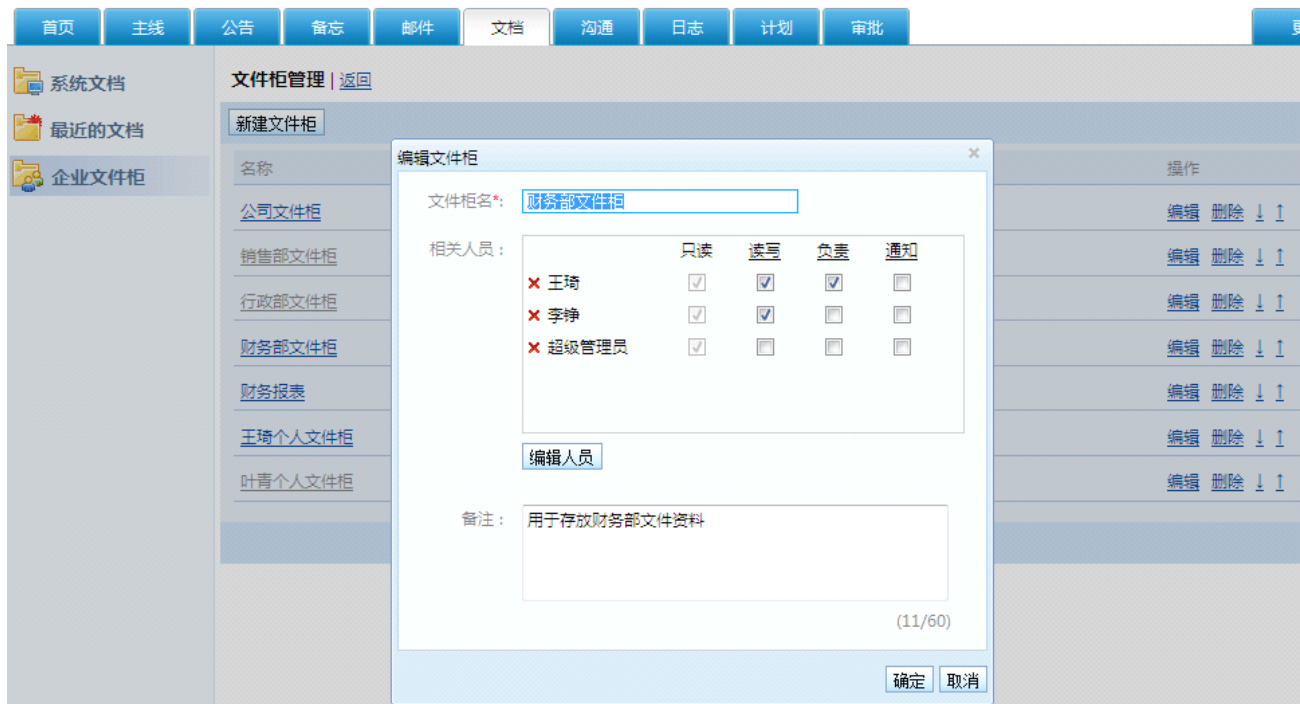 首页 主线 公告 备忘 邮件 文档 沟通 日志 计划 审批
系统文档
最近的文档
企业文件柜
文件柜管理 | 返回
新建文件柜
名称 操作
公司文件柜 编辑 删除 ↓ ↑
销售部文件柜 编辑 删除 ↓ ↑
行政部文件柜 编辑 删除 ↓ ↑
财务部文件柜 编辑 删除 ↓ ↑
财务报表 编辑 删除 ↓ ↑
王琦个人文件柜 编辑 删除 ↓ ↑
叶青个人文件柜 编辑 删除 ↓ ↑
编辑文件柜
文件柜名*: 财务部文件柜
相关人员: 只读 读写 负责 通知
王琦
李铮
超级管理员
编辑人员
备注: 用于存放财务部文件资料
(11/60)
确定 取消